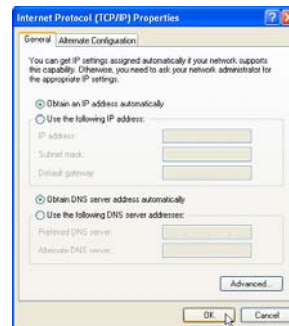 Internet Protocol (TCP/IP) Properties
General
Alternate Configuration
You can get IP settings assigned automatically if your network supports
this capability. Otherwise, you need to ask your network administrator for
the appropriate IP settings.
Obtain an IP address automatically
Use the following IP address:
IP address:
Subnet mask:
Default gateway:
Obtain DNS server address automatically
Use the following DNS server addresses:
Preferred DNS server:
Alternate DNS server:
Advanced...
OK
Cancel